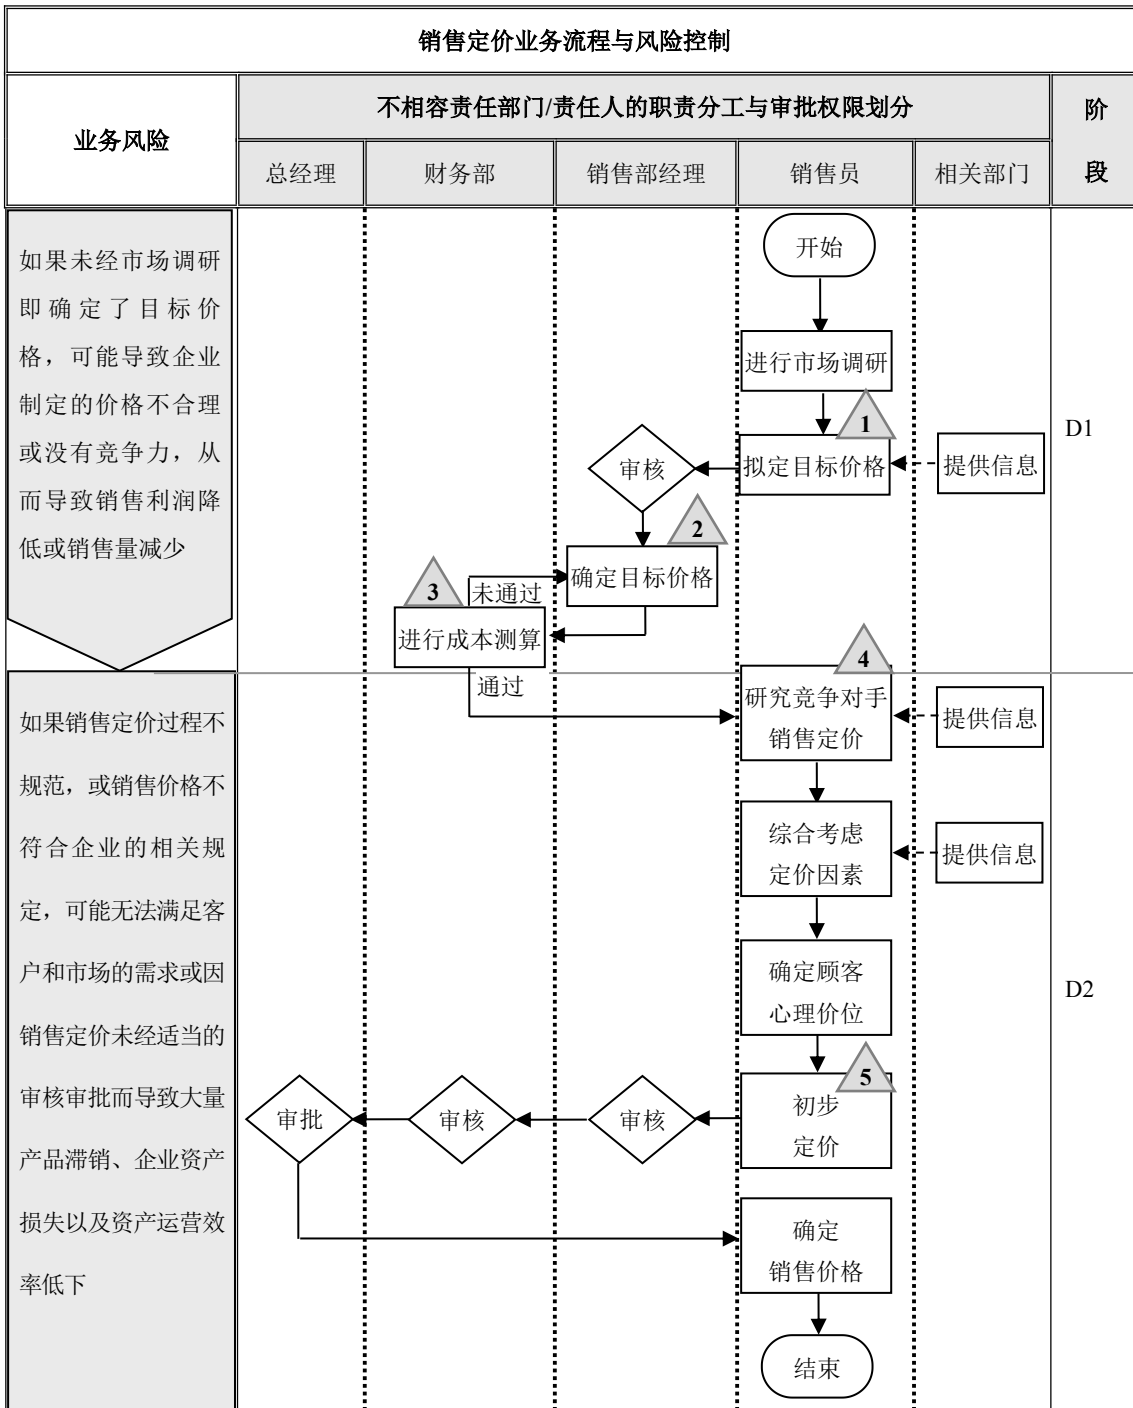 销售定价业务流程与风险控制
业务风险
不相容责任部门/责任人的职责分工与审批权限划分
阶
段
总经理
财务部
销售部经理
销售员
相关部门
如果未经市场调研
即确定了目标价
格，可能导致企业
制定的价格不合理
或没有竞争力，从
而导致销售利润降
低或销售量减少
开始
进行市场调研
1
拟定目标价格
提供信息
审核
2
确定目标价格
3
未通过
进行成本测算
通过
D1
如果销售定价过程不
规范，或销售价格不
符合企业的相关规
定，可能无法满足客
户和市场的需求或因
销售定价未经适当的
审核审批而导致大量
产品滞销、企业资产
损失以及资产运营效
率低下
4
研究竞争对手
销售定价
提供信息
综合考虑
定价因素
提供信息
确定顾客
心理价位
5
初步
定价
审核
审核
审批
确定
销售价格
结束
D2